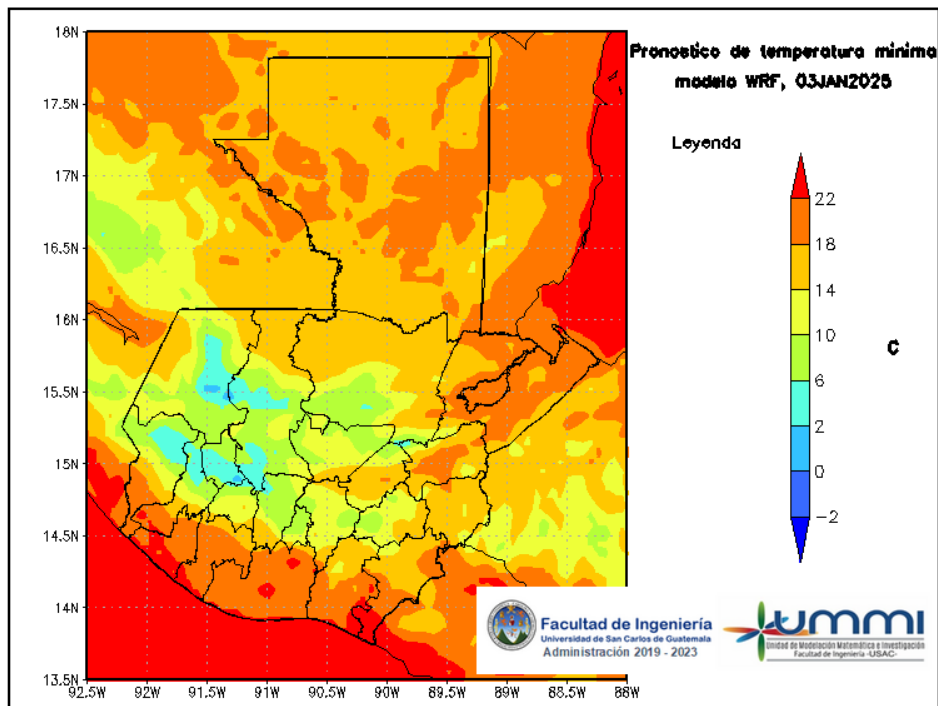 Pronostico de temperatura minima
modelo WRF, 03JAN2025
Leyenda
22
18
14
10
6
2
0
−2
C
18N
17.5N
17N
16.5N
16N
15.5N
15N
14.5N
14N
13.5N
92.5W
92W
91.5W
91W
90.5W
90W
89.5W
89W
88.5W
88W
Facultad de Ingeniería
Universidad de San Carlos de Guatemala
Administración 2019 - 2023
ummi
Unidad de Modelación Matemática e Investigación
Facultad de Ingeniería -USAC-